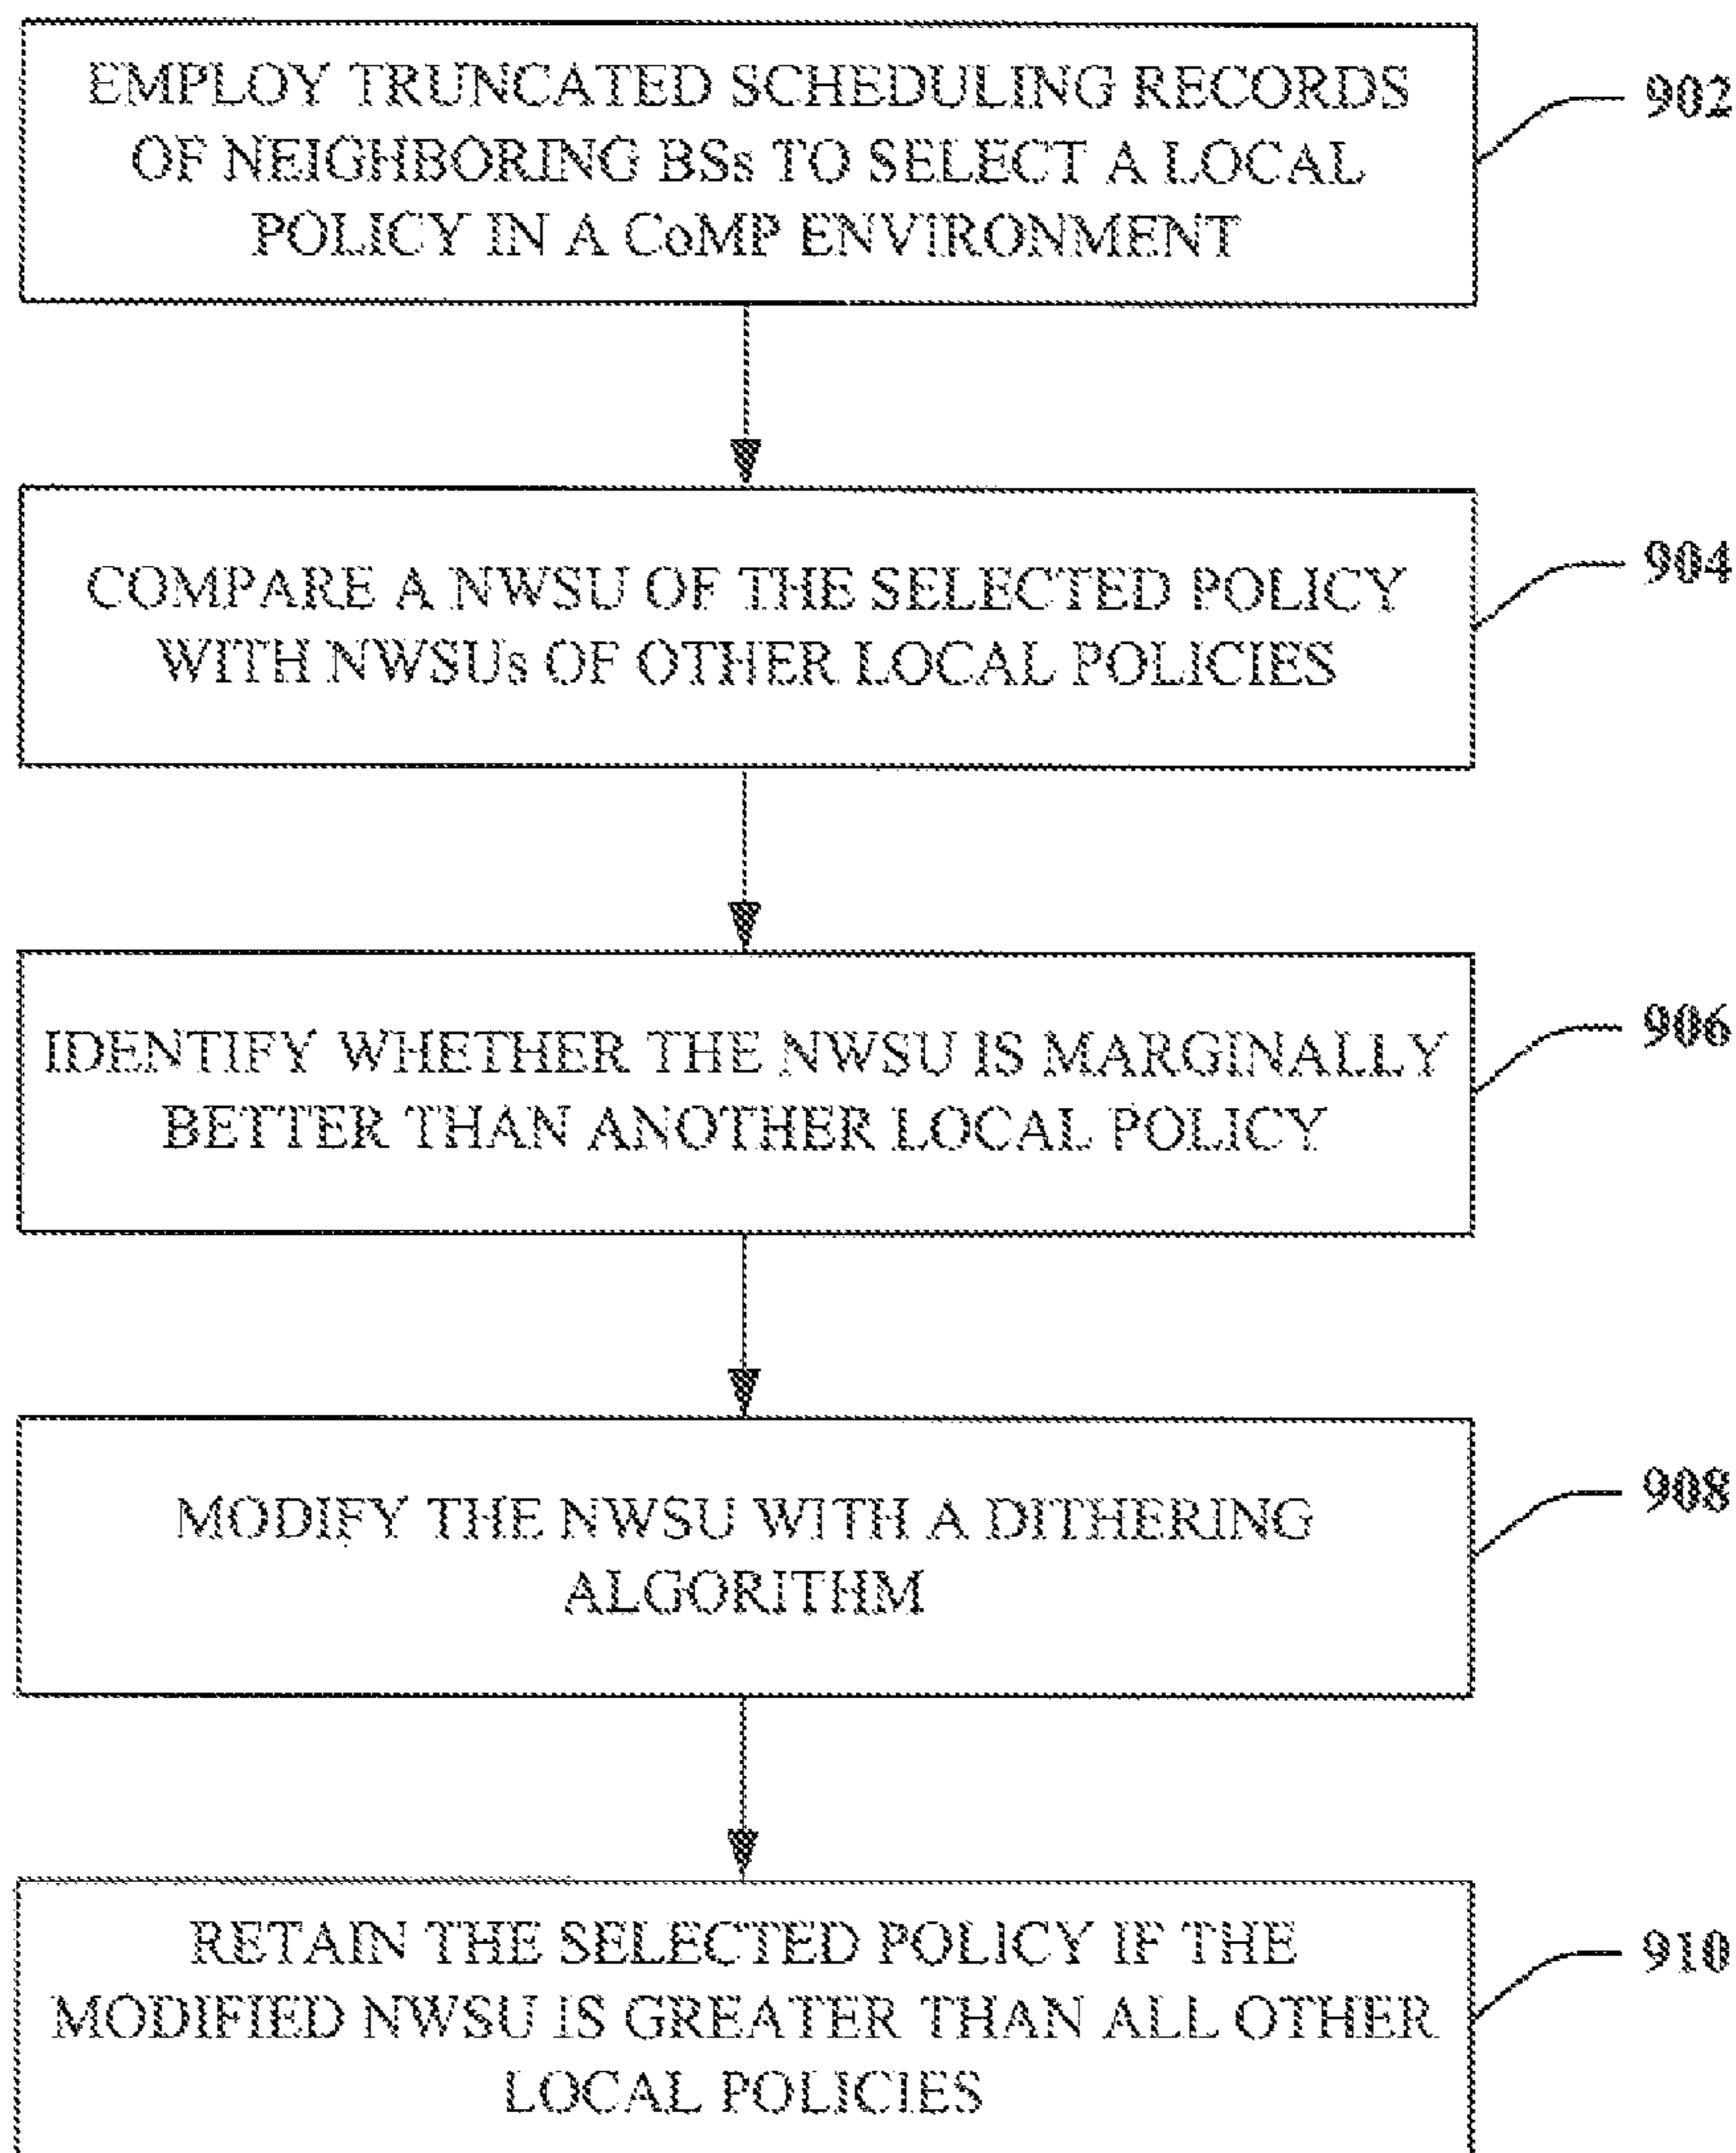 EMPLOY TRUNCATED SCHEDULING RECORDS
OF NEIGHBORING BSs TO SELECT A LOCAL
POLICY IN A CoMP ENVIRONMENT
902
COMPARE A NWSU OF THE SELECTED POLICY
WITH NWSUs OF OTHER LOCAL POLICIES
904
IDENTIFY WHETHER THE NWSU IS MARGINALLY
BETTER THAN ANOTHER LOCAL POLICY
906
MODIFY THE NWSU WITH A DITHERING
ALGORITHM
908
RETAIN THE SELECTED POLICY IF THE
MODIFIED NWSU IS GREATER THAN ALL OTHER
LOCAL POLICIES
910